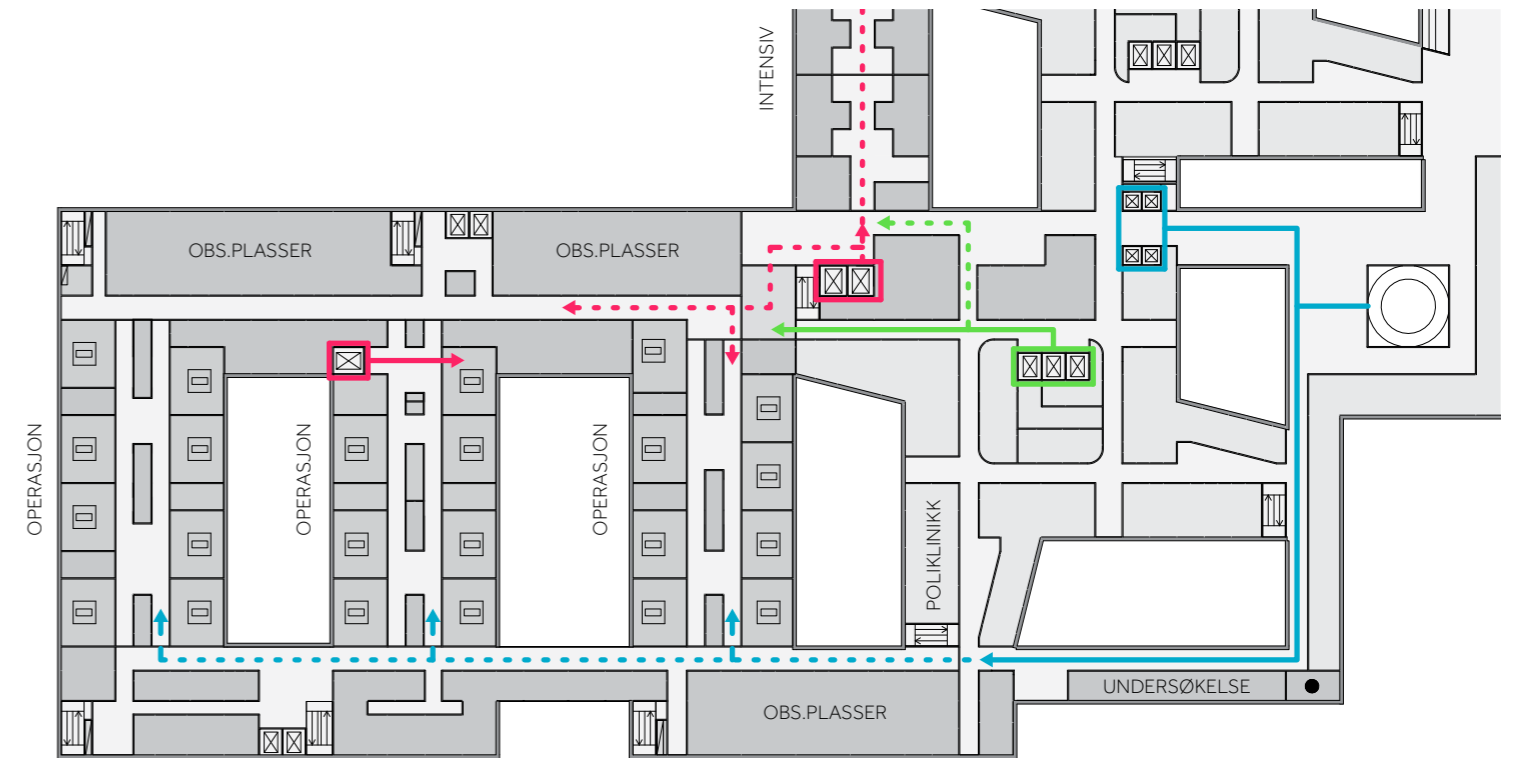 INTENSIV
OBS.PLASSER
OBS.PLASSER
OPERASJON
OPERASJON
OPERASJON
POLIKLINIKK
UNDERSØKELSE
OBS.PLASSER